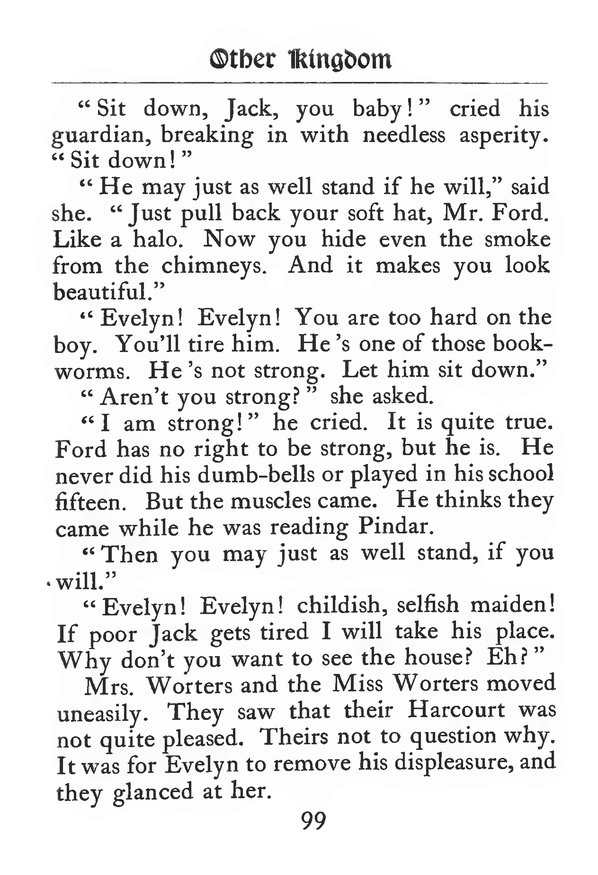 Other Kingdom
“ Sit down, Jack, you baby! ” cried his
guardian, breaking in with needless asperity.
“ Sit down! ”
“ He may just as well stand if he will,” said
she. “ Just pull back your soft hat, Mr. Ford.
Like a halo. Now you hide even the smoke
from the chimneys. And it makes you look
beautiful.”
“ Evelyn! Evelyn! You are too hard on the
boy. You'll tire him. He 's one of those book-
worms. He 's not strong. Let him sit down.”
“ Aren't you strong? ” she asked.
“ I am strong! ” he cried. It is quite true.
Ford has no right to be strong, but he is. He
never did his dumb-bells or played in his school
fifteen. But the muscles came. He thinks they
came while he was reading Pindar.
“ Then you may just as well stand, if you
will.”
“ Evelyn! Evelyn! childish, selfish maiden!
If poor Jack gets tired I will take his place.
Why don't you want to see the house? Eh? ”
Mrs. Worters and the Miss Worters moved
uneasily. They saw that their Harcourt was
not quite pleased. Theirs not to question why.
It was for Evelyn to remove his displeasure, and
they glanced at her.
99